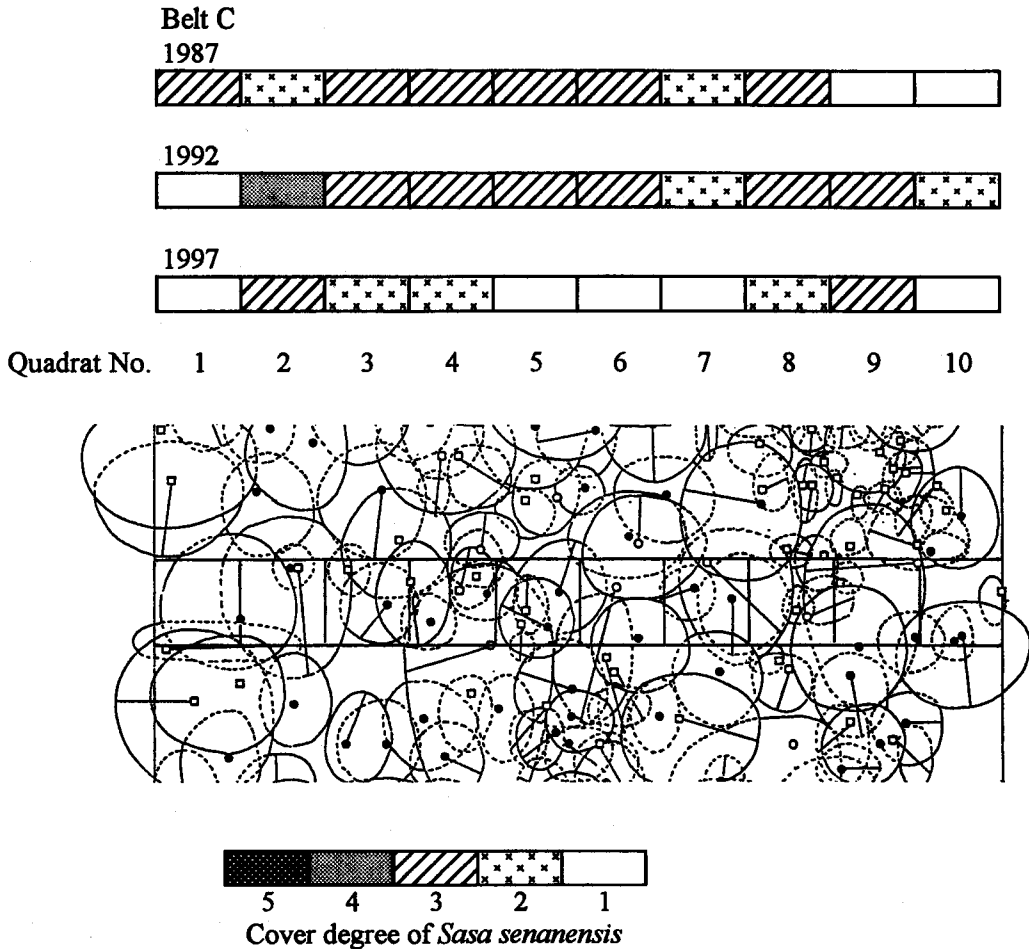 Belt C
1987
1992
1997
Quadrat No. 1 2 3 4 5 6 7 8 9 10
5 4 3 2 1
Cover degree of Sasa senanensis